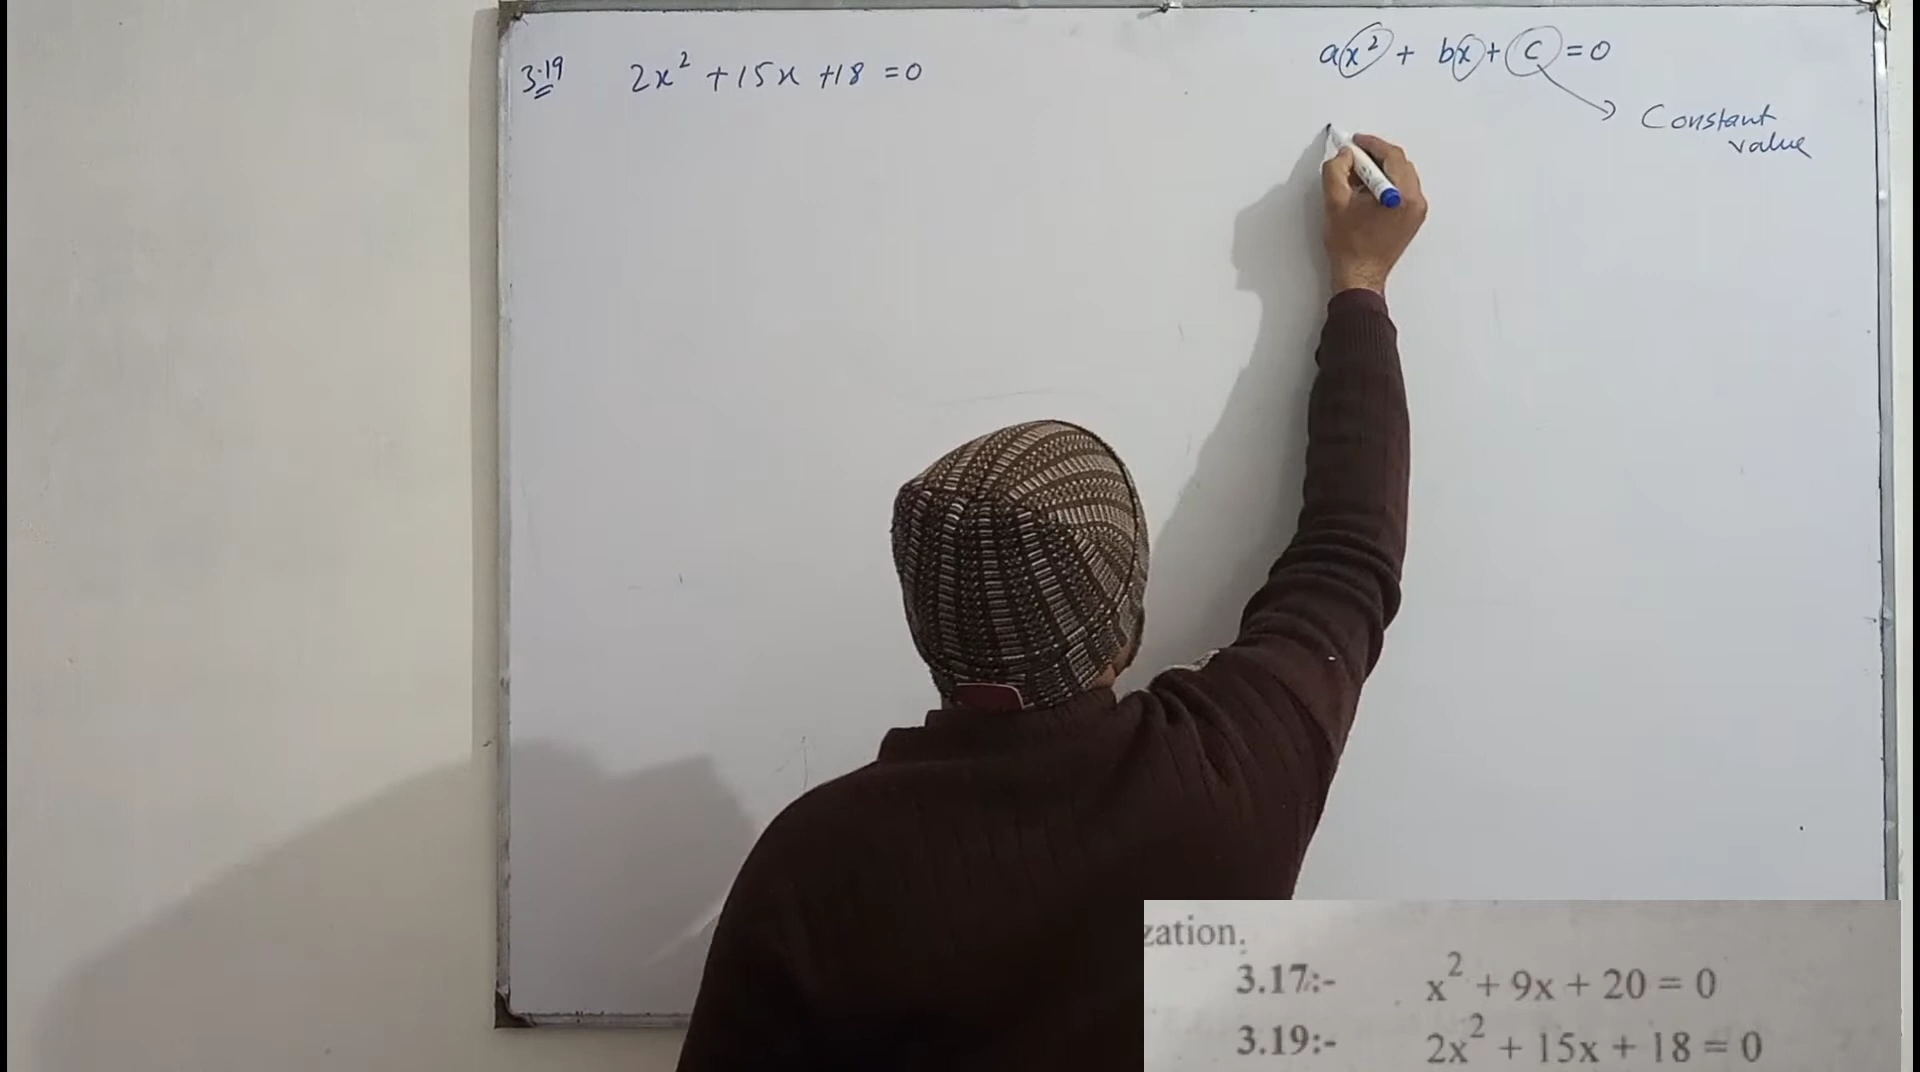 3.19 2x² + 15x + 18 = 0
ax² + bx + c = 0
Constant
value
zation.
3.17:- x² + 9x + 20 = 0
3.19:- 2x² + 15x + 18 = 0